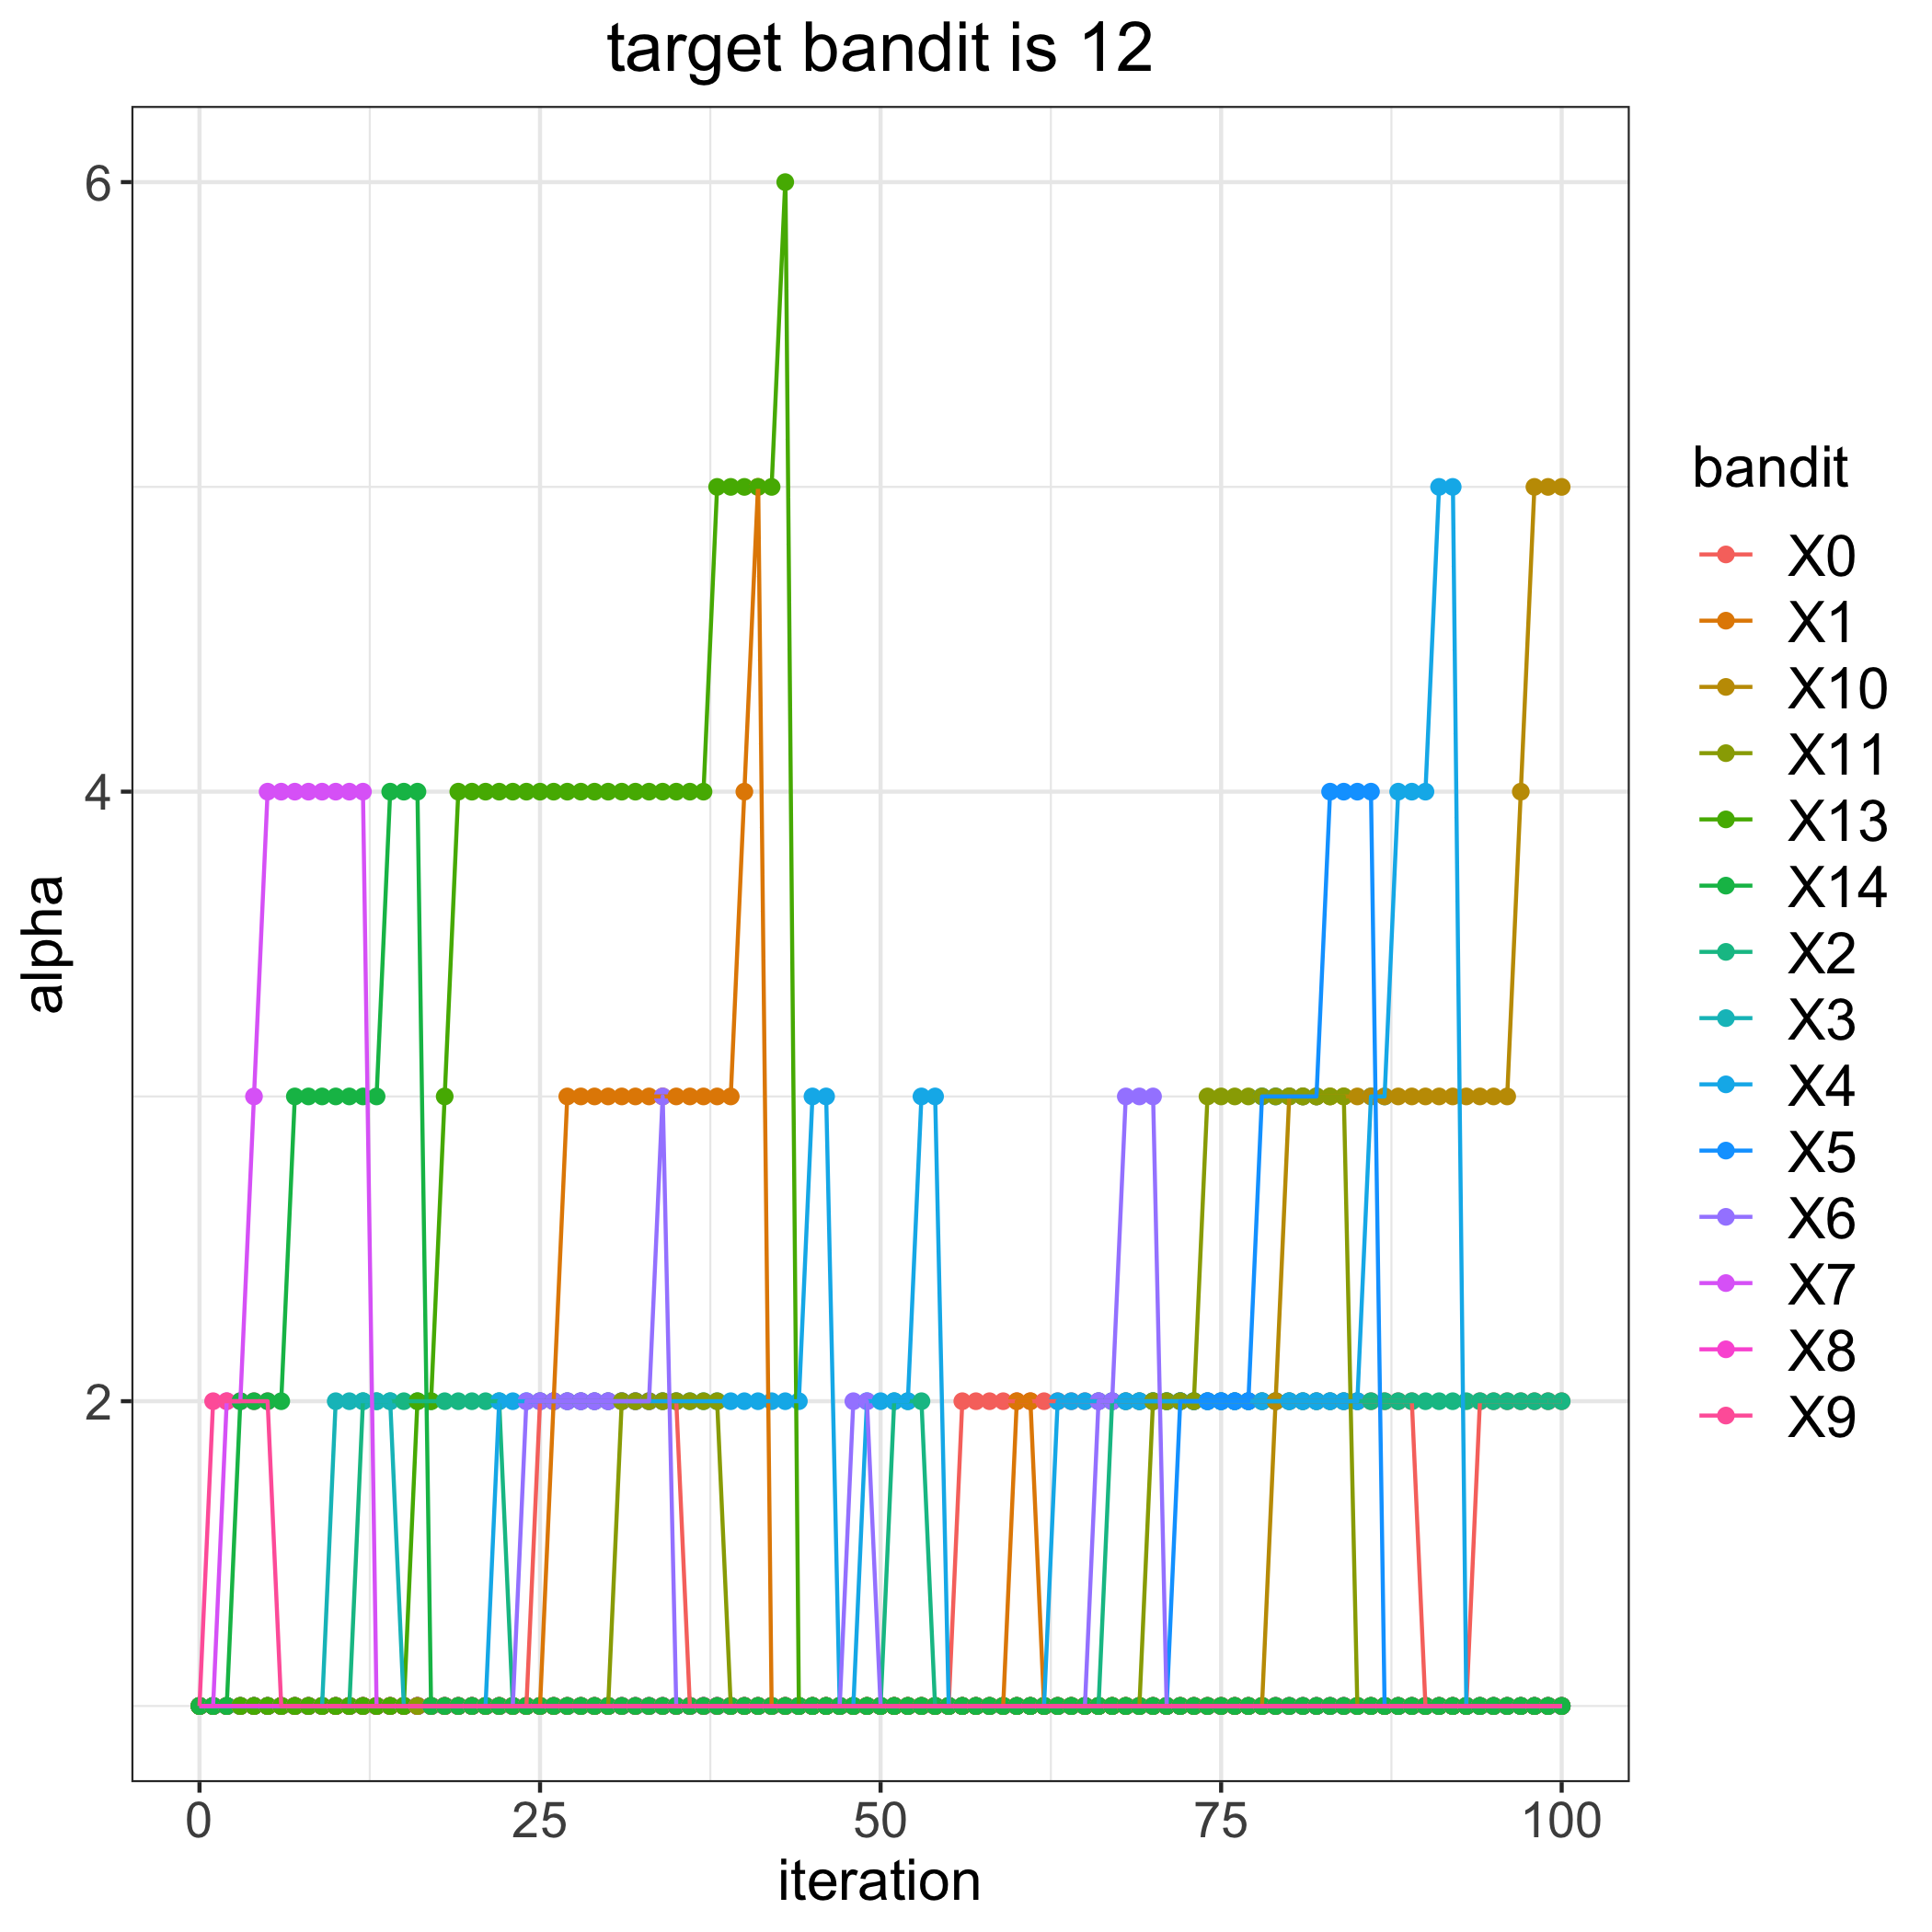 target bandit is 12
6
4
2
alpha
0 25 50 75 100
iteration
bandit
X0
X1
X10
X11
X13
X14
X2
X3
X4
X5
X6
X7
X8
X9